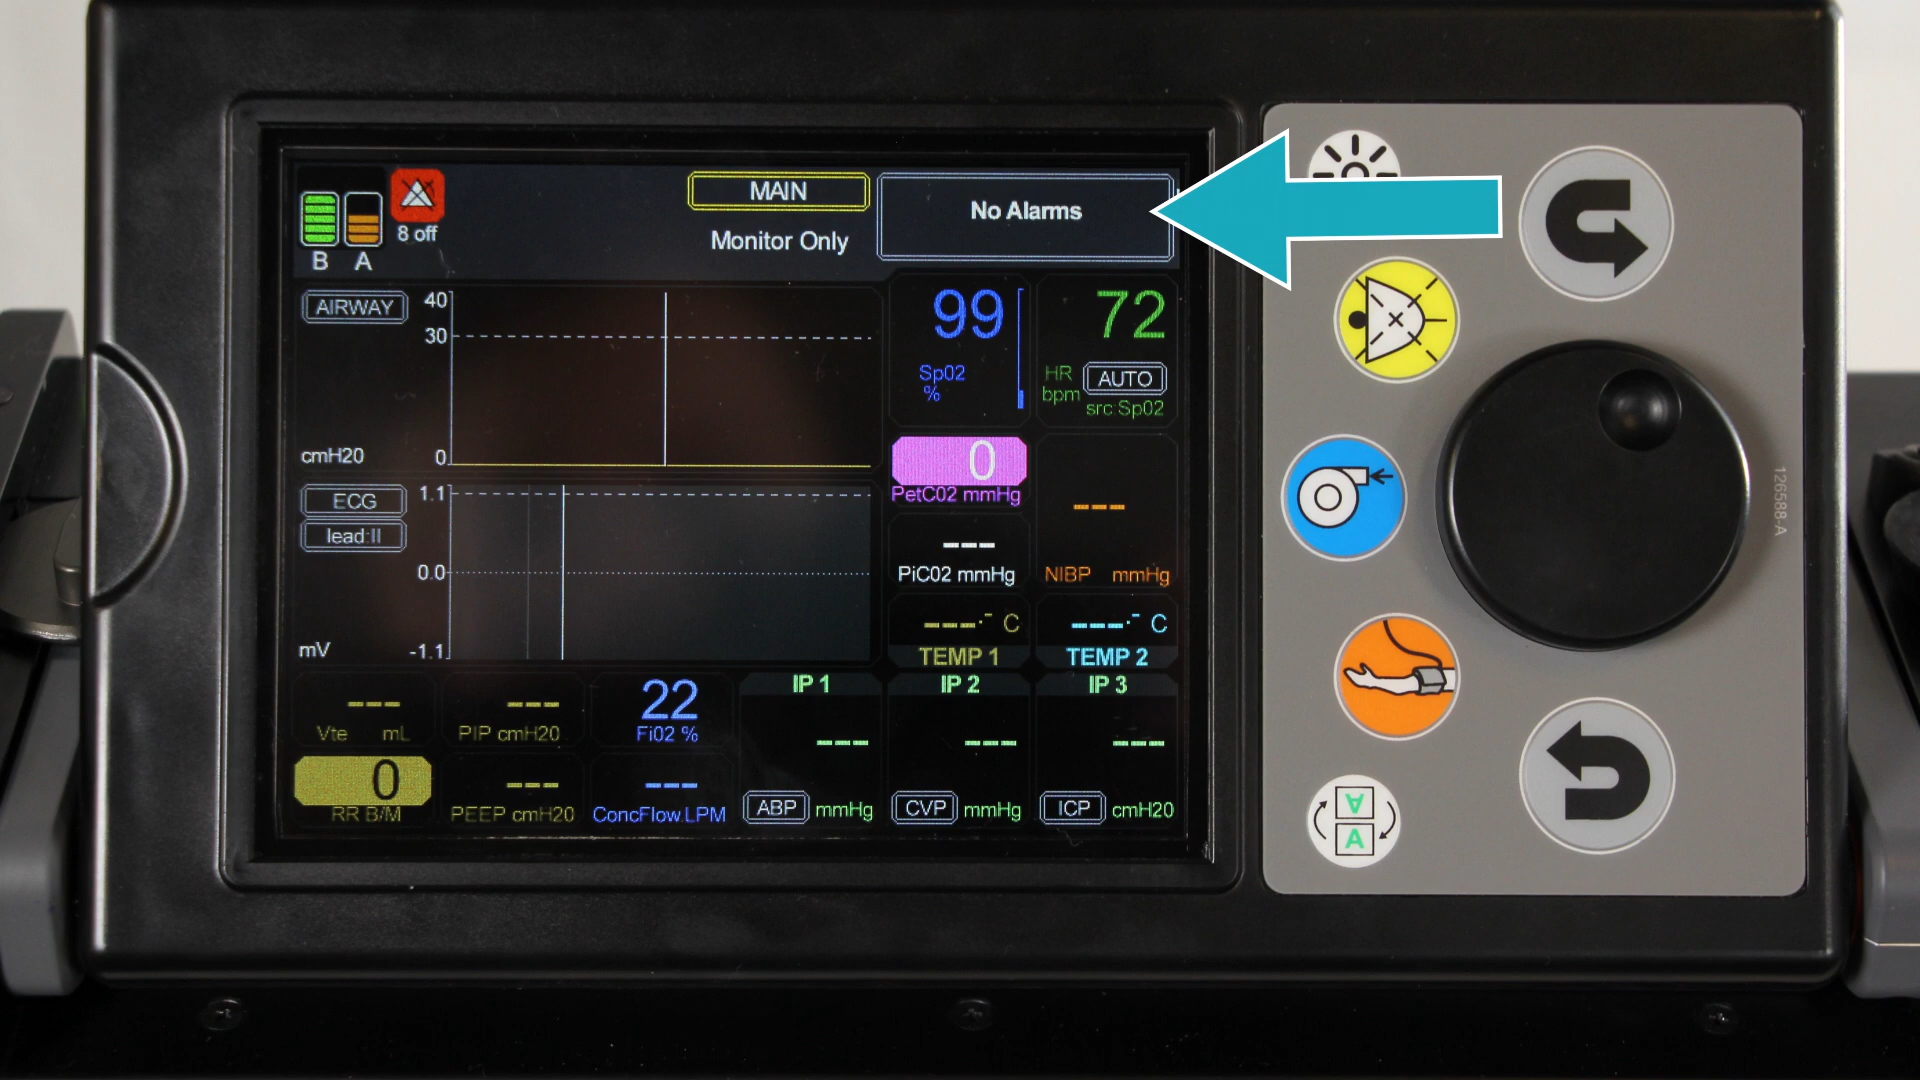 MAIN
No Alarms
8 off
Monitor Only
B A
AIRWAY
40
30
cmH20
0
99
Sp02
%
72
HR
bpm
AUTO
src:Sp02
0
PetC02 mmHg
---
PiC02 mmHg
---
NIBP mmHg
ECG
lead:II
1.1
0.0
mV
-1.1
---.- C
TEMP 1
---.- C
TEMP 2
---
Vte mL
---
PIP cmH20
22
Fi02 %
0
RR B/M
---
PEEP cmH20
---
ConcFlow.LPM
IP 1
---
ABP mmHg
IP 2
---
CVP mmHg
IP 3
---
ICP cmH20
A
A
126588-A